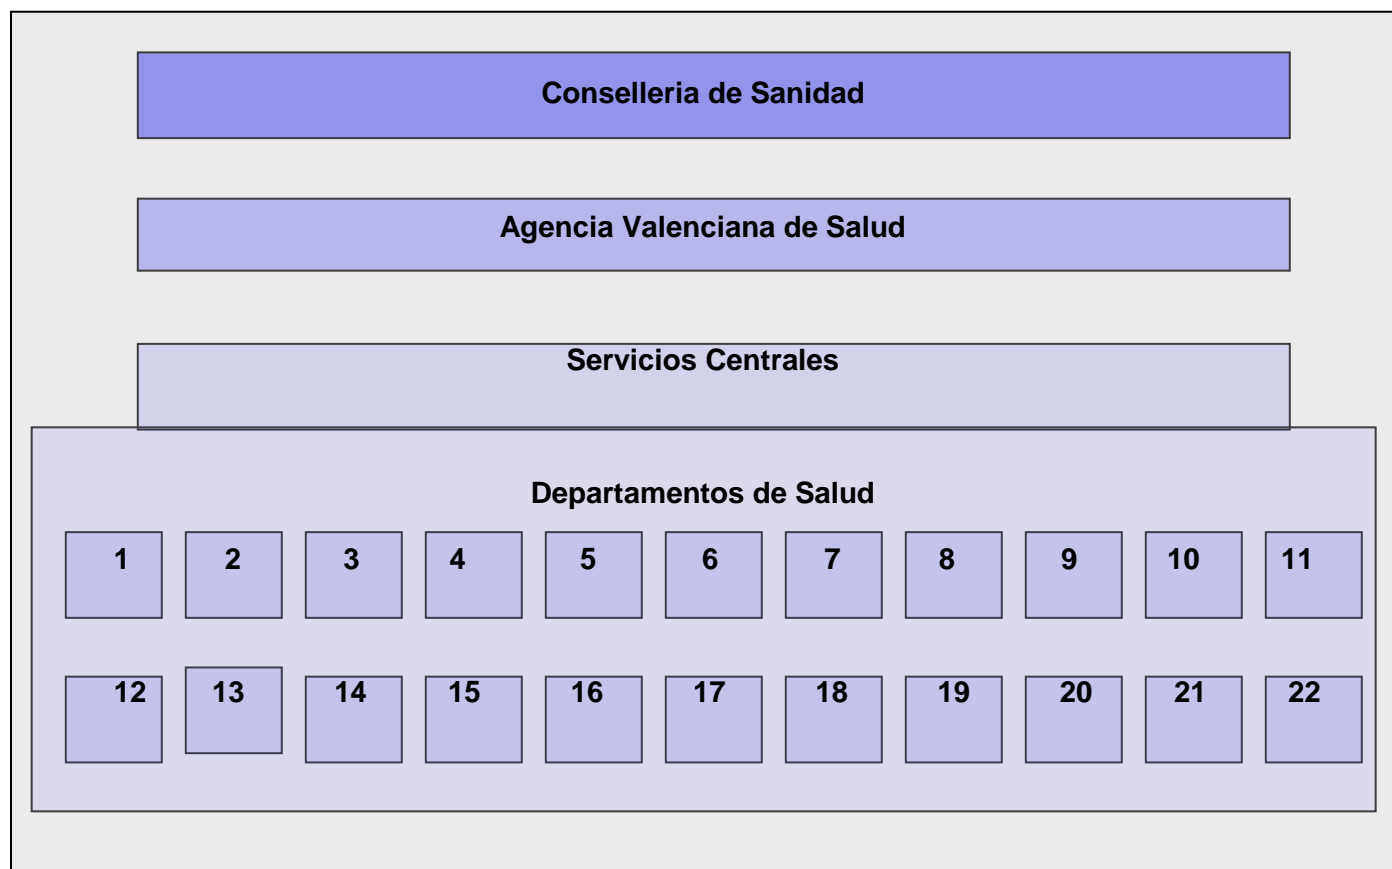 Conselleria de Sanidad
Agencia Valenciana de Salud
Servicios Centrales
Departamentos de Salud
1 2 3 4 5 6 7 8 9 10 11
12 13 14 15 16 17 18 19 20 21 22